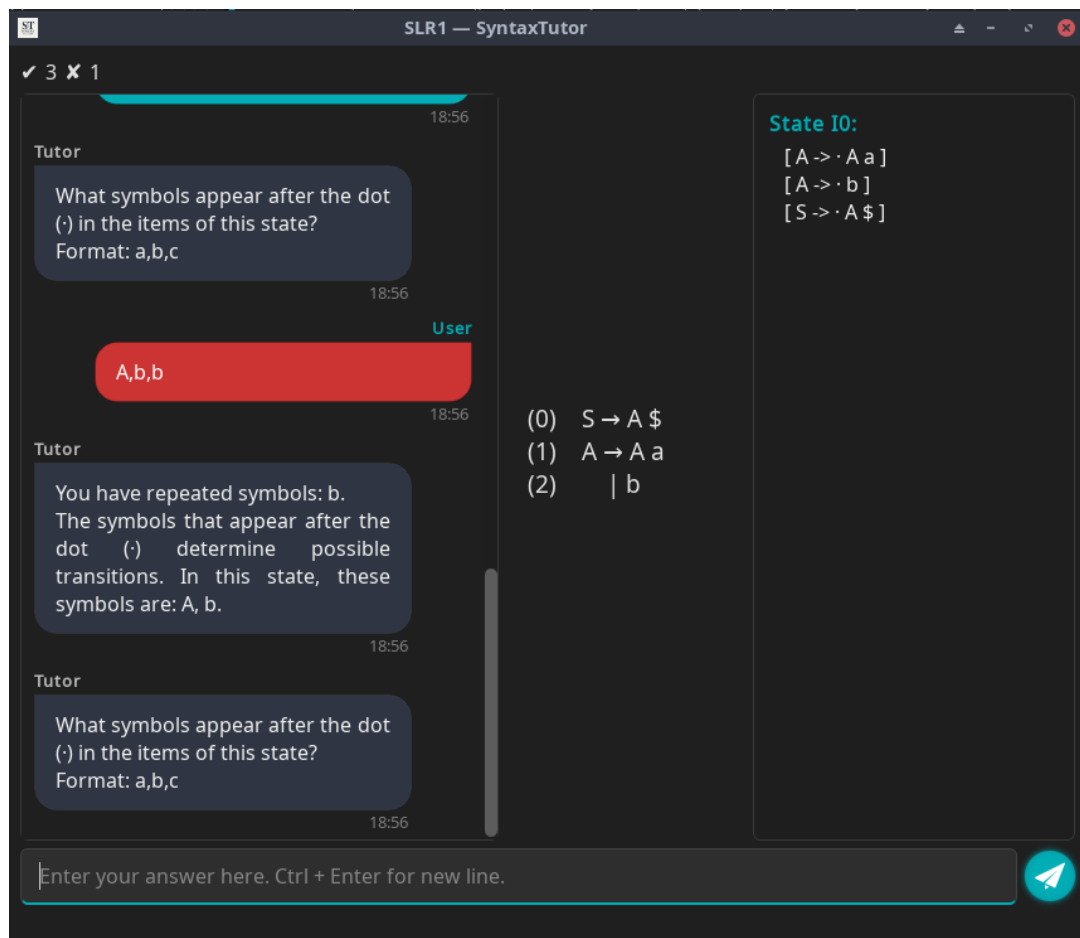 ST
SLR1 — SyntaxTutor
✔ 3 ✘ 1
18:56
Tutor
What symbols appear after the dot
(·) in the items of this state?
Format: a,b,c
18:56
User
A,b,b
18:56
Tutor
You have repeated symbols: b.
The symbols that appear after the
dot (·) determine possible
transitions. In this state, these
symbols are: A, b.
18:56
Tutor
What symbols appear after the dot
(·) in the items of this state?
Format: a,b,c
18:56
(0) S → A $
(1) A → A a
(2) | b
State I0:
[ A -> · A a ]
[ A -> · b ]
[ S -> · A $ ]
Enter your answer here. Ctrl + Enter for new line.